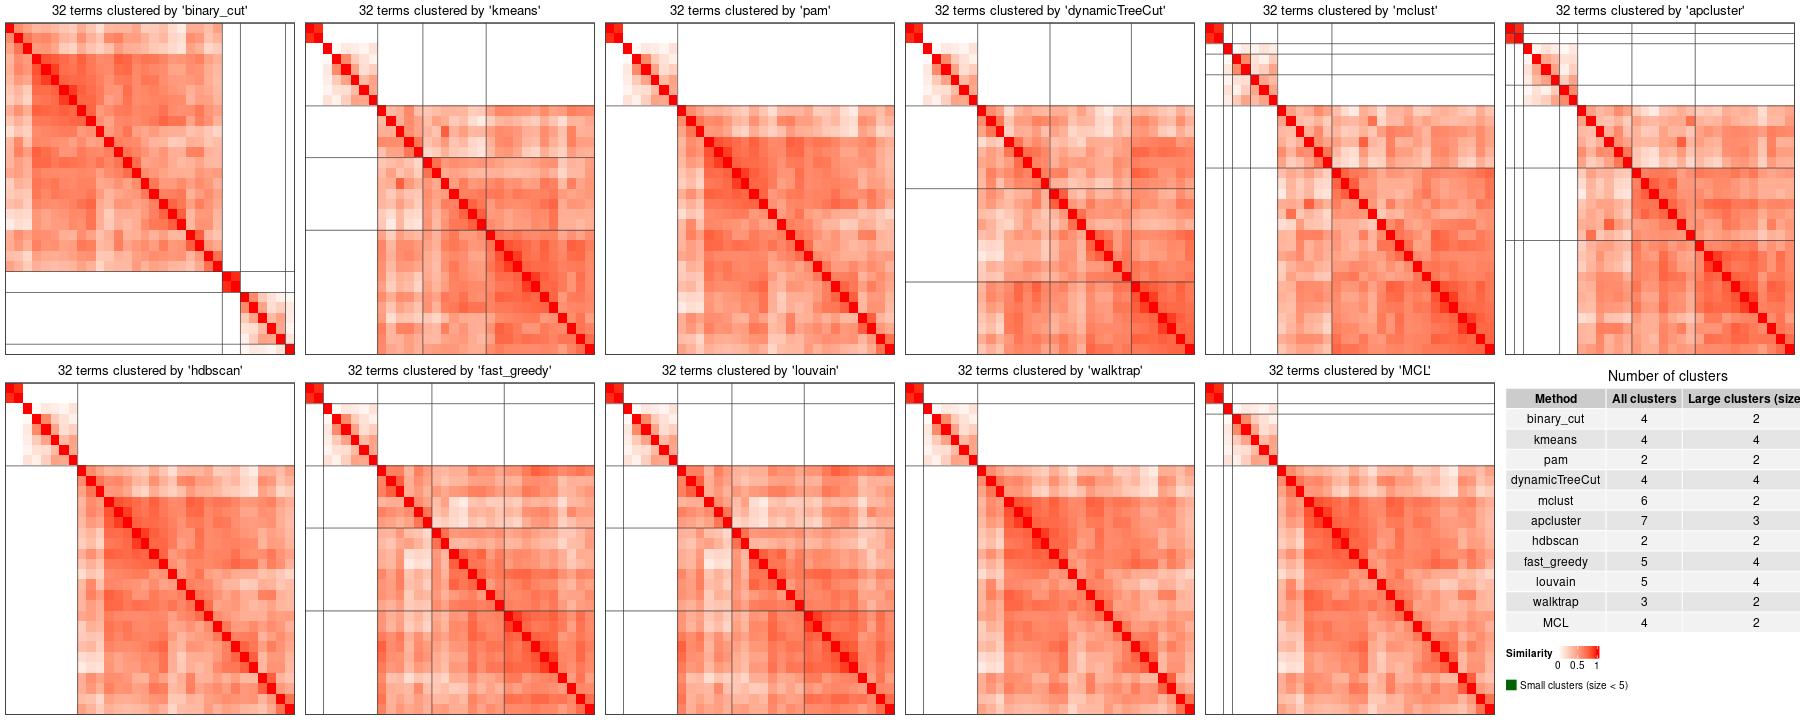 32 terms clustered by 'binary_cut'
32 terms clustered by 'kmeans'
32 terms clustered by 'pam'
32 terms clustered by 'dynamicTreeCut'
32 terms clustered by 'mclust'
32 terms clustered by 'apcluster'
32 terms clustered by 'hdbscan'
32 terms clustered by 'fast_greedy'
32 terms clustered by 'louvain'
32 terms clustered by 'walktrap'
32 terms clustered by 'MCL'
Number of clusters
Method All clusters Large clusters (size
binary_cut 4 2
kmeans 4 4
pam 2 2
dynamicTreeCut 4 4
mclust 6 2
apcluster 7 3
hdbscan 2 2
fast_greedy 5 4
louvain 5 4
walktrap 3 2
MCL 4 2
Similarity
0 0.5 1
Small clusters (size < 5)